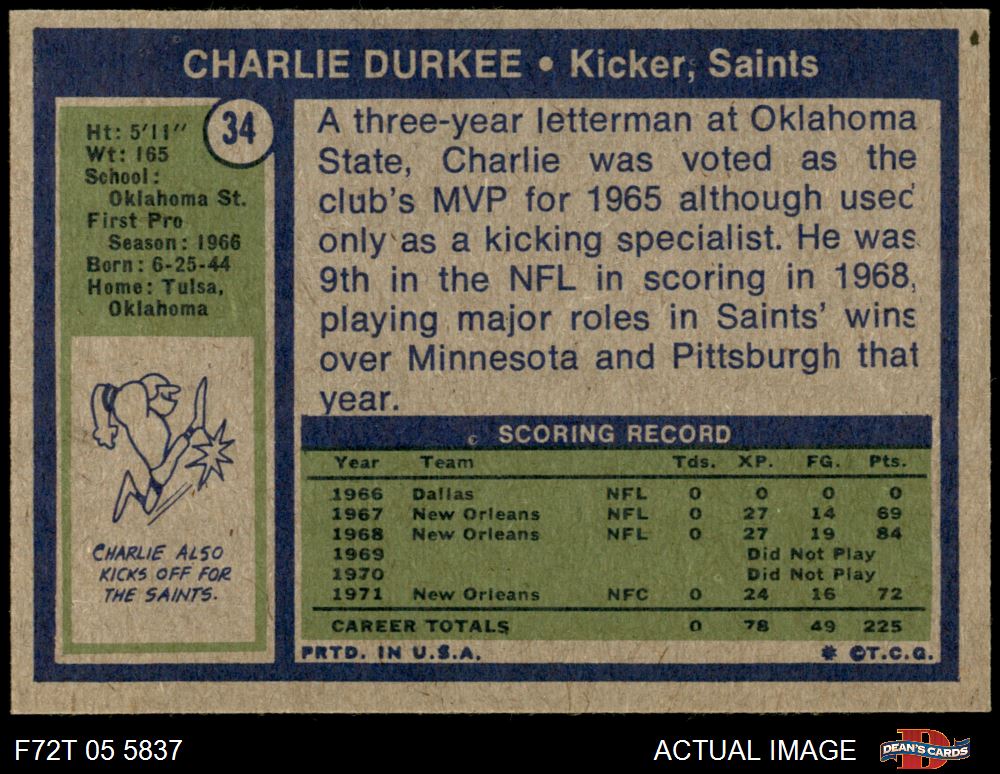 CHARLIE DURKEE • Kicker, Saints
34
Ht: 5'11"
Wt: 165
School:
Oklahoma St.
First Pro
Season: 1966
Born: 6-25-44
Home: Tulsa,
Oklahoma
CHARLIE ALSO
KICKS OFF FOR
THE SAINTS.
A three-year letterman at Oklahoma
State, Charlie was voted as the
club's MVP for 1965 although used
only as a kicking specialist. He was
9th in the NFL in scoring in 1968,
playing major roles in Saints' wins
over Minnesota and Pittsburgh that
year.
SCORING RECORD
Year Team Tds. XP. FG. Pts.
1966 Dallas NFL 0 0 0 0
1967 New Orleans NFL 0 27 14 69
1968 New Orleans NFL 0 27 19 84
1969 Did Not Play
1970 Did Not Play
1971 New Orleans NFC 0 24 16 72
CAREER TOTALS 0 78 49 225
PRTD. IN U.S.A. * ©T.C.G.
F72T 05 5837 ACTUAL IMAGE DEAN'S CARDS